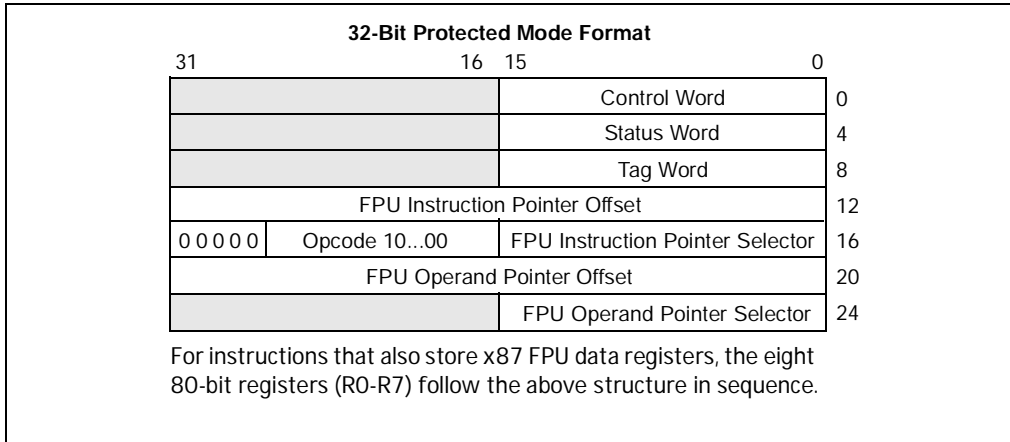 32-Bit Protected Mode Format
31 16 15 0
Control Word 0
Status Word 4
Tag Word 8
FPU Instruction Pointer Offset 12
0 0 0 0 0 Opcode 10...00 FPU Instruction Pointer Selector 16
FPU Operand Pointer Offset 20
FPU Operand Pointer Selector 24
For instructions that also store x87 FPU data registers, the eight
80-bit registers (R0-R7) follow the above structure in sequence.